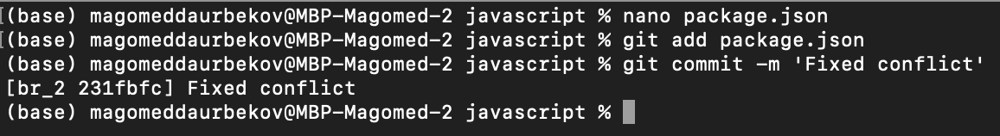 [(base) magomeddaurbekov@MBP-Magomed-2 javascript % nano package.json
[(base) magomeddaurbekov@MBP-Magomed-2 javascript % git add package.json
(base) magomeddaurbekov@MBP-Magomed-2 javascript % git commit -m 'Fixed conflict'
[br_2 231fbfc] Fixed conflict
(base) magomeddaurbekov@MBP-Magomed-2 javascript %